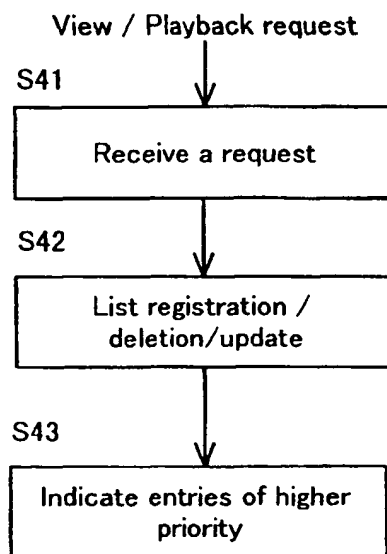 View / Playback request
S41
Receive a request
S42
List registration /
deletion/update
S43
Indicate entries of higher
priority